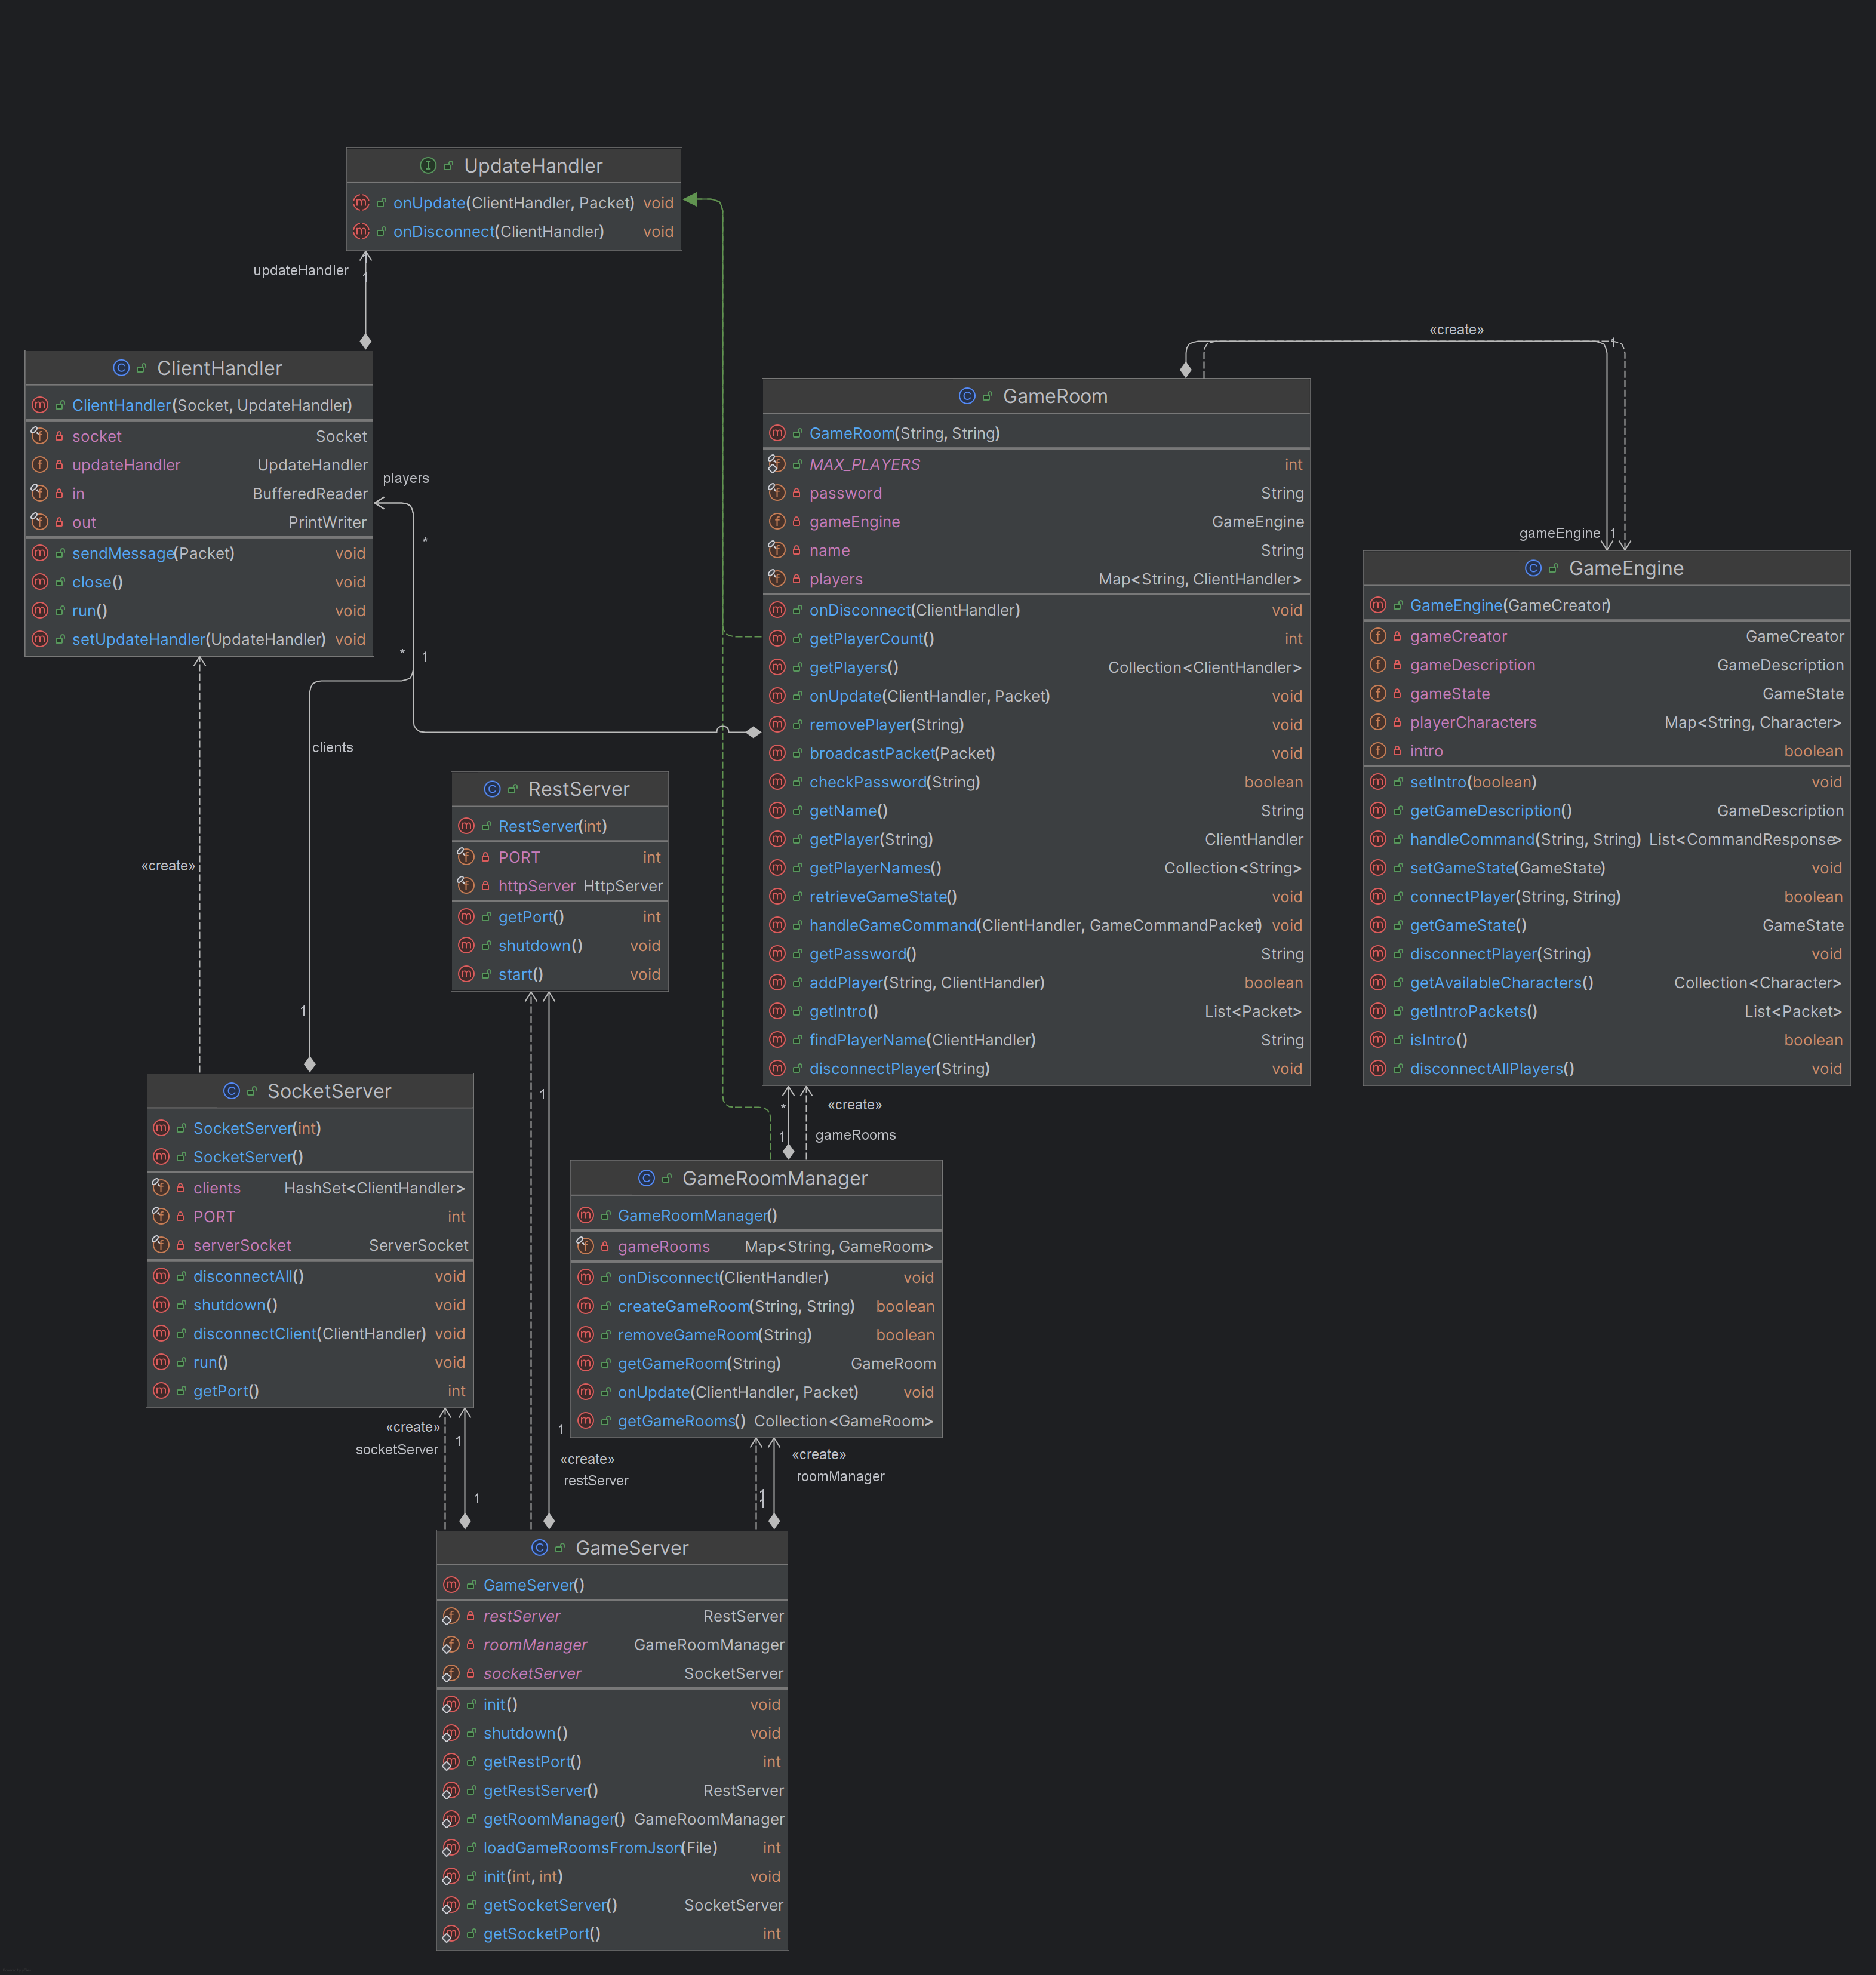 UpdateHandler
onUpdate(ClientHandler, Packet) void
onDisconnect(ClientHandler) void
updateHandler
1
ClientHandler
ClientHandler(Socket, UpdateHandler)
socket Socket
updateHandler UpdateHandler
in BufferedReader
out PrintWriter
sendMessage(Packet) void
close() void
run() void
setUpdateHandler(UpdateHandler) void
players
*
* 1
clients
«create»
1
«create»
1
gameEngine 1
GameRoom
GameRoom(String, String)
MAX_PLAYERS int
password String
gameEngine GameEngine
name String
players Map<String, ClientHandler>
onDisconnect(ClientHandler) void
getPlayerCount() int
getPlayers() Collection<ClientHandler>
onUpdate(ClientHandler, Packet) void
removePlayer(String) void
broadcastPacket(Packet) void
checkPassword(String) boolean
getName() String
getPlayer(String) ClientHandler
getPlayerNames() Collection<String>
retrieveGameState() void
handleGameCommand(ClientHandler, GameCommandPacket) void
getPassword() String
addPlayer(String, ClientHandler) boolean
getIntro() List<Packet>
findPlayerName(ClientHandler) String
disconnectPlayer(String) void
GameEngine
GameEngine(GameCreator)
gameCreator GameCreator
gameDescription GameDescription
gameState GameState
playerCharacters Map<String, Character>
intro boolean
setIntro(boolean) void
getGameDescription() GameDescription
handleCommand(String, String) List<CommandResponse>
setGameState(GameState) void
connectPlayer(String, String) boolean
getGameState() GameState
disconnectPlayer(String) void
getAvailableCharacters() Collection<Character>
getIntroPackets() List<Packet>
isIntro() boolean
disconnectAllPlayers() void
RestServer
RestServer(int)
PORT int
httpServer HttpServer
getPort() int
shutdown() void
start() void
1
1
«create»
restServer
SocketServer
SocketServer(int)
SocketServer()
clients HashSet<ClientHandler>
PORT int
serverSocket ServerSocket
disconnectAll() void
shutdown() void
disconnectClient(ClientHandler) void
run() void
getPort() int
«create»
socketServer 1
1
* «create»
1 gameRooms
GameRoomManager
GameRoomManager()
gameRooms Map<String, GameRoom>
onDisconnect(ClientHandler) void
createGameRoom(String, String) boolean
removeGameRoom(String) boolean
getGameRoom(String) GameRoom
onUpdate(ClientHandler, Packet) void
getGameRooms() Collection<GameRoom>
«create»
roomManager
1
1
GameServer
GameServer()
restServer RestServer
roomManager GameRoomManager
socketServer SocketServer
init() void
shutdown() void
getRestPort() int
getRestServer() RestServer
getRoomManager() GameRoomManager
loadGameRoomsFromJson(File) int
init(int, int) void
getSocketServer() SocketServer
getSocketPort() int